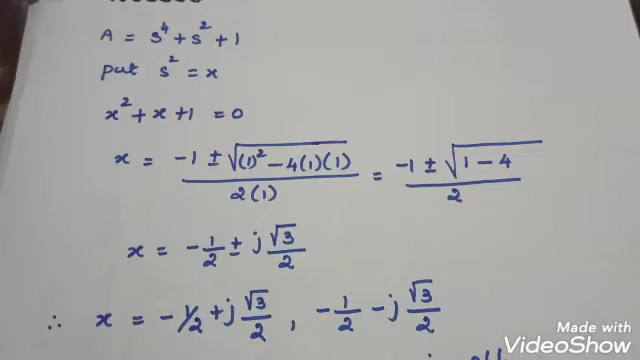 A = s⁴ + s² + 1
put s² = x
x² + x + 1 = 0
x = -1 ± √(1)² - 4(1)(1) / 2(1) = -1 ± √1 - 4 / 2
x = - 1/2 ± j √3/2
∴ x = - 1/2 + j √3/2 , - 1/2 - j √3/2
Made with
VideoShow